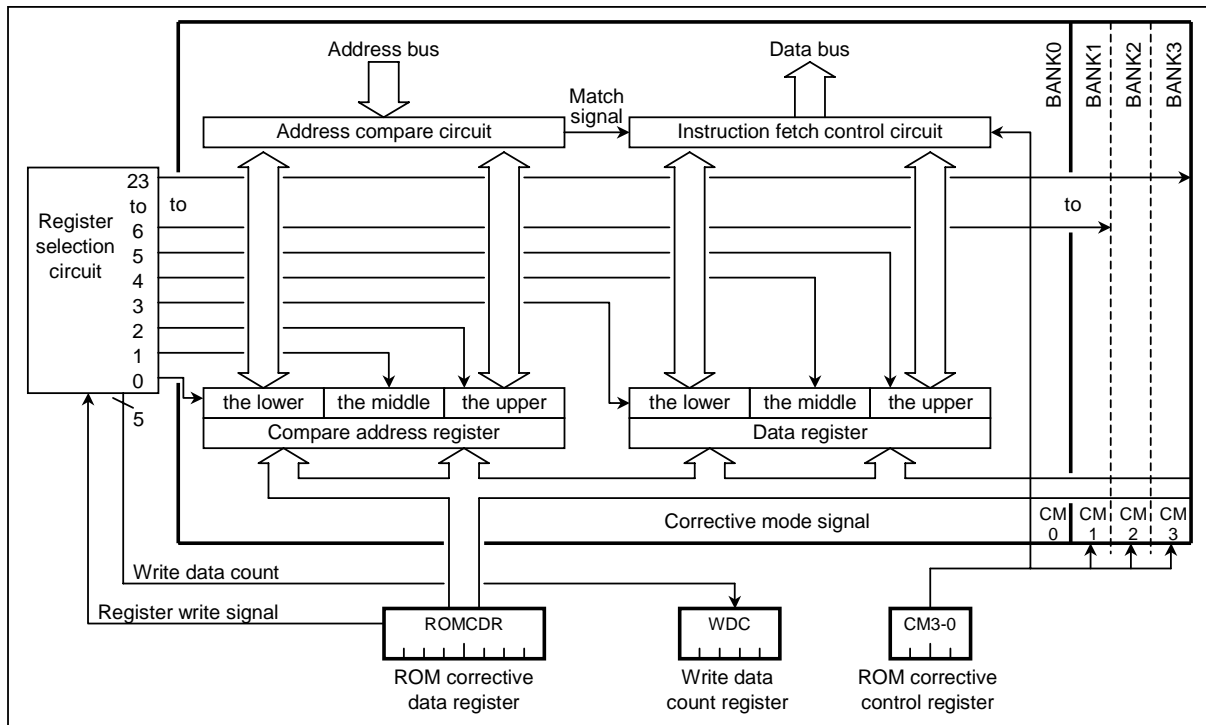 Address bus
Data bus
BANK0
BANK1
BANK2
BANK3
Match
signal
Address compare circuit
Instruction fetch control circuit
Register
selection
circuit
23
to
6
5
4
3
2
1
0
to
to
5
the lower
the middle
the upper
Compare address register
the lower
the middle
the upper
Data register
Corrective mode signal
CM
0
CM
1
CM
2
CM
3
Write data count
Register write signal
ROMCDR
WDC
CM3-0
ROM corrective
data register
Write data
count register
ROM corrective
control register